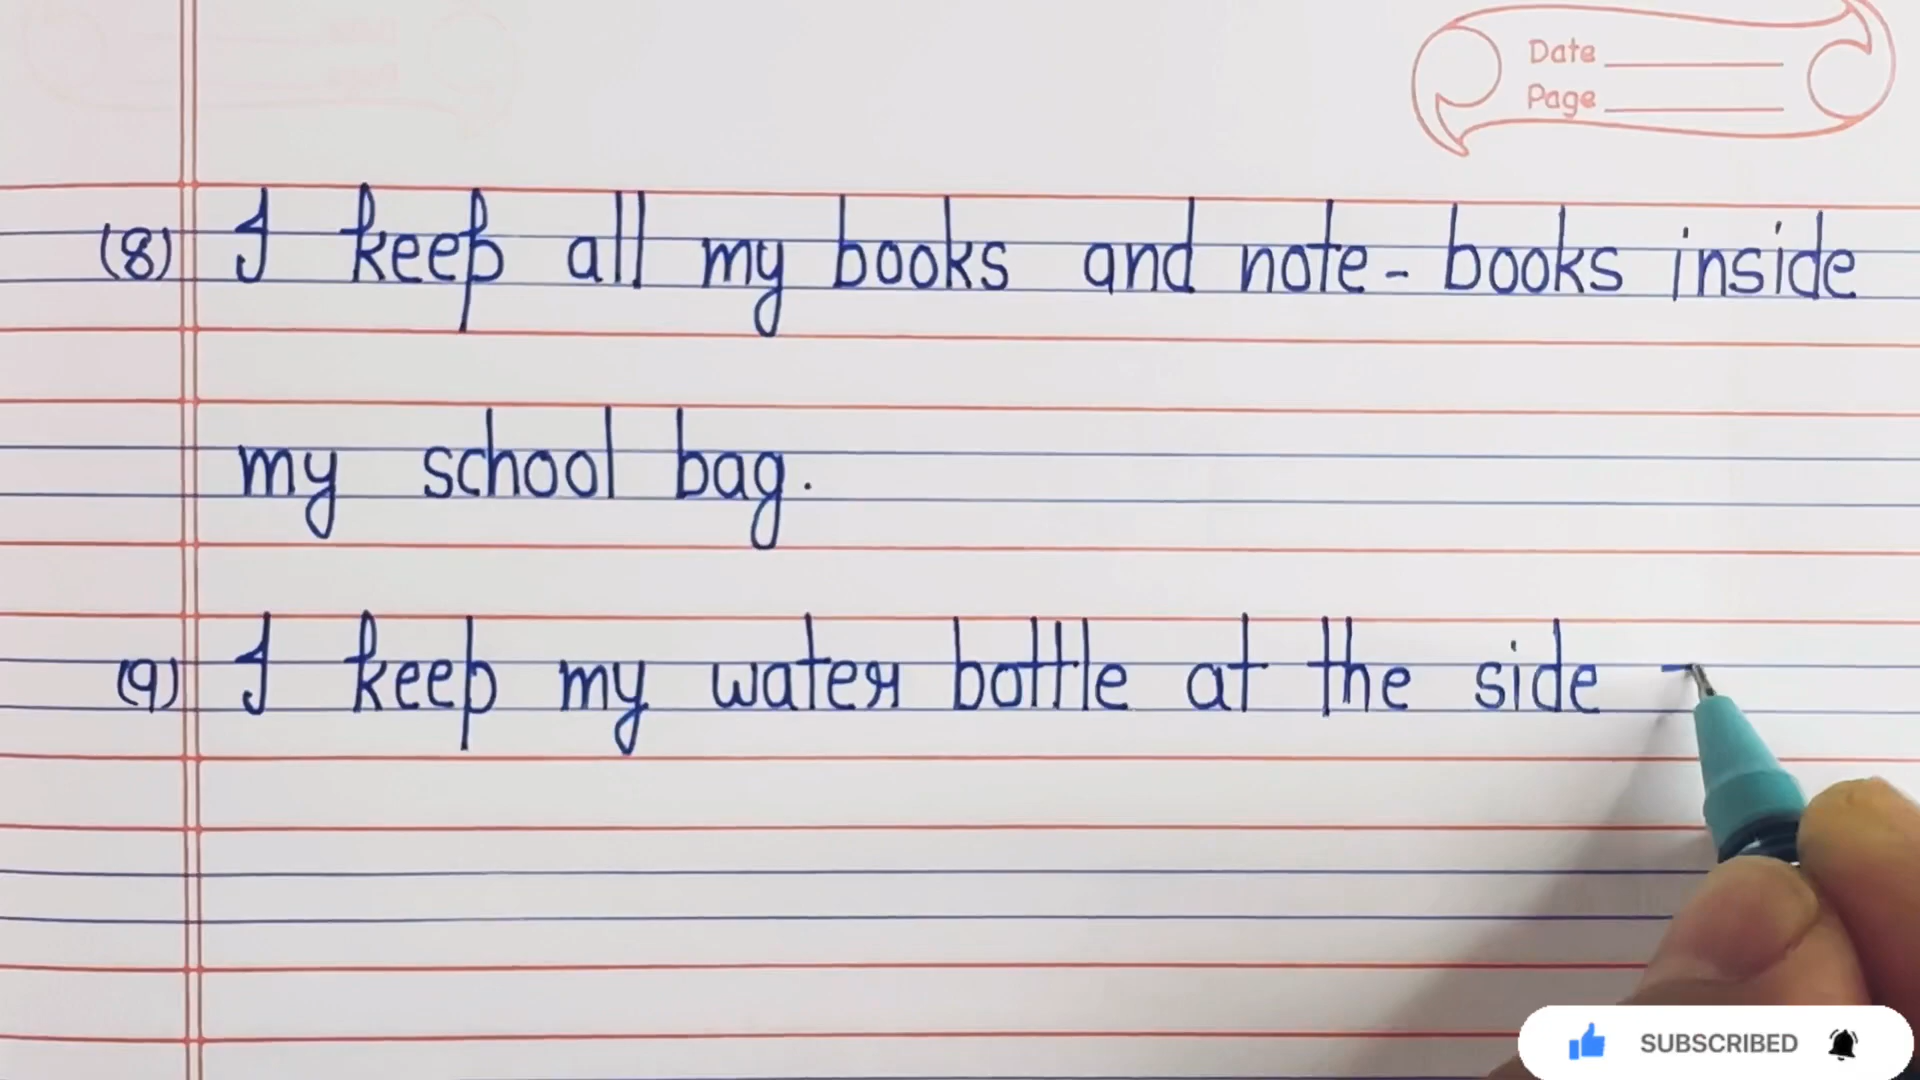 Date
Page
(8) I keep all my books and note-books inside
my school bag.
(9) I keep my water bottle at the side
SUBSCRIBED